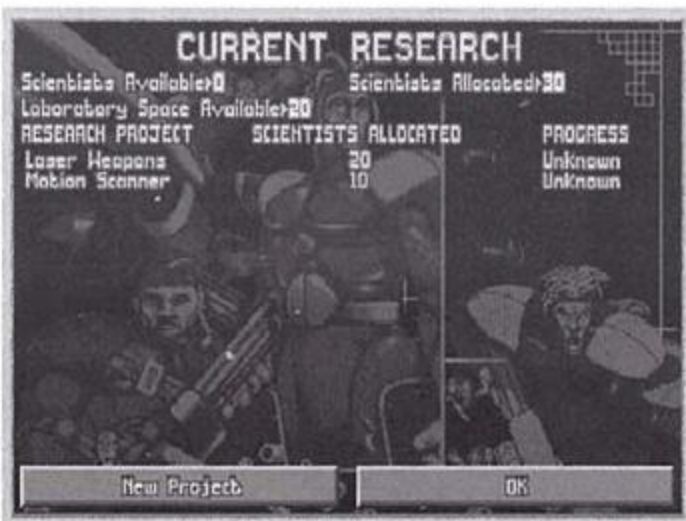 CURRENT RESEARCH
Scientists Available>0 Scientists Allocated>30
Laboratory Space Available>20
RESEARCH PROJECT SCIENTISTS ALLOCATED PROGRESS
Laser Weapons 20 Unknown
Motion Scanner 10 Unknown
New Project OK